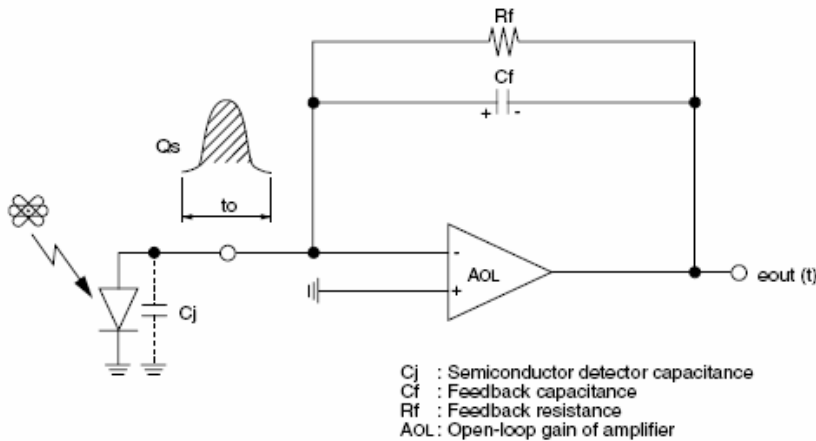 Rf
Cf
+ -
Qs
to
-
AOL
+
eout (t)
Cj
Cj : Semiconductor detector capacitance
Cf : Feedback capacitance
Rf : Feedback resistance
AOL : Open-loop gain of amplifier